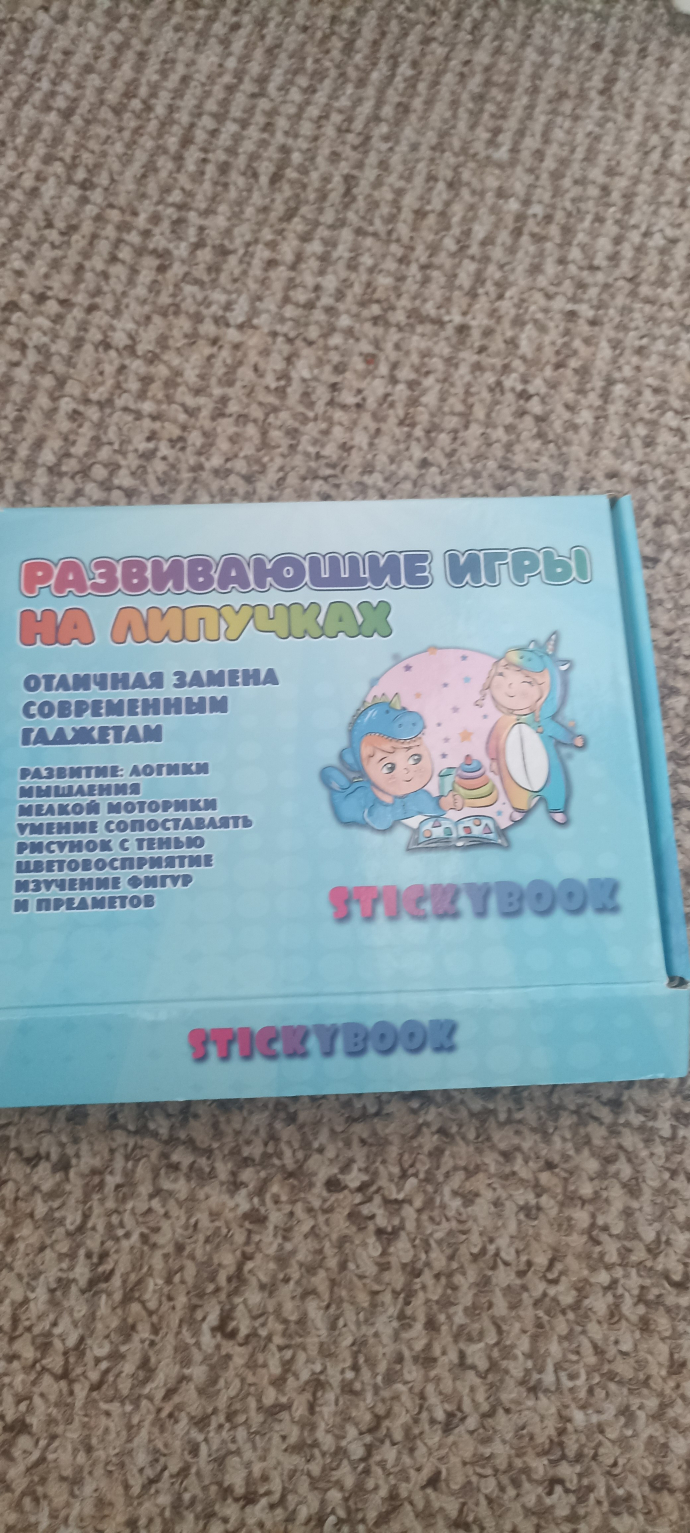 РАЗВИВАЮЩИЕ ИГРЫ
НА ЛИПУЧКАХ
ОТЛИЧНАЯ ЗАМЕНА
СОВРЕМЕННЫМ
ГАДЖЕТАМ
РАЗВИТИЕ: ЛОГИКИ
МЫШЛЕНИЯ
МЕЛКОЙ МОТОРИКИ
УМЕНИЕ СОПОСТАВЛЯТЬ
РИСУНОК С ТЕНЬЮ
ЦВЕТОВОСПРИЯТИЕ
ИЗУЧЕНИЕ ФИГУР
И ПРЕДМЕТОВ
STICKYBOOK
STICKYBOOK